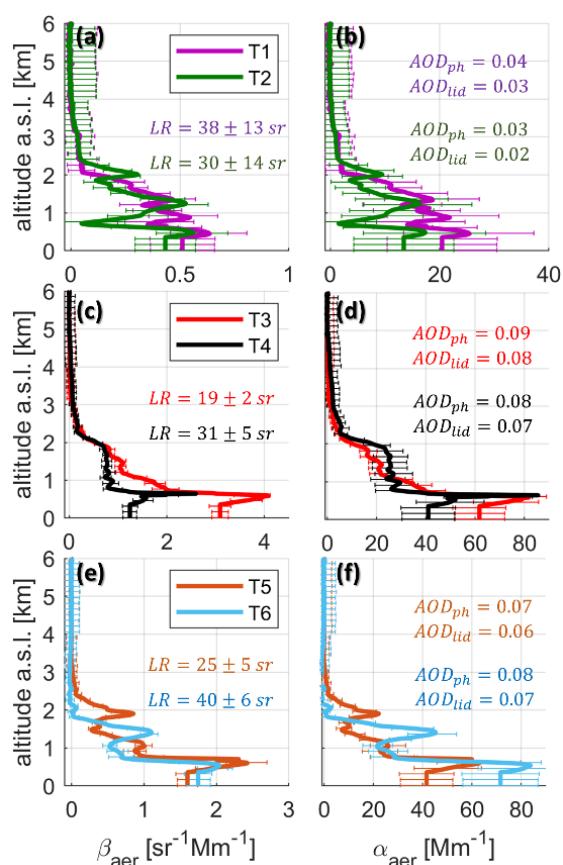 (a)
T1
T2
LR = 38 ± 13 sr
LR = 30 ± 14 sr
altitude a.s.l. [km]
6
5
4
3
2
1
0
0
0.5
1
(b)
AOD_ph = 0.04
AOD_lid = 0.03
AOD_ph = 0.03
AOD_lid = 0.02
0
20
40
(c)
T3
T4
LR = 19 ± 2 sr
LR = 31 ± 5 sr
altitude a.s.l. [km]
6
5
4
3
2
1
0
0
2
4
(d)
AOD_ph = 0.09
AOD_lid = 0.08
AOD_ph = 0.08
AOD_lid = 0.07
0
20
40
60
80
(e)
T5
T6
LR = 25 ± 5 sr
LR = 40 ± 6 sr
altitude a.s.l. [km]
6
5
4
3
2
1
0
0
1
2
3
β_aer [sr⁻¹Mm⁻¹]
(f)
AOD_ph = 0.07
AOD_lid = 0.06
AOD_ph = 0.08
AOD_lid = 0.07
0
20
40
60
80
α_aer [Mm⁻¹]